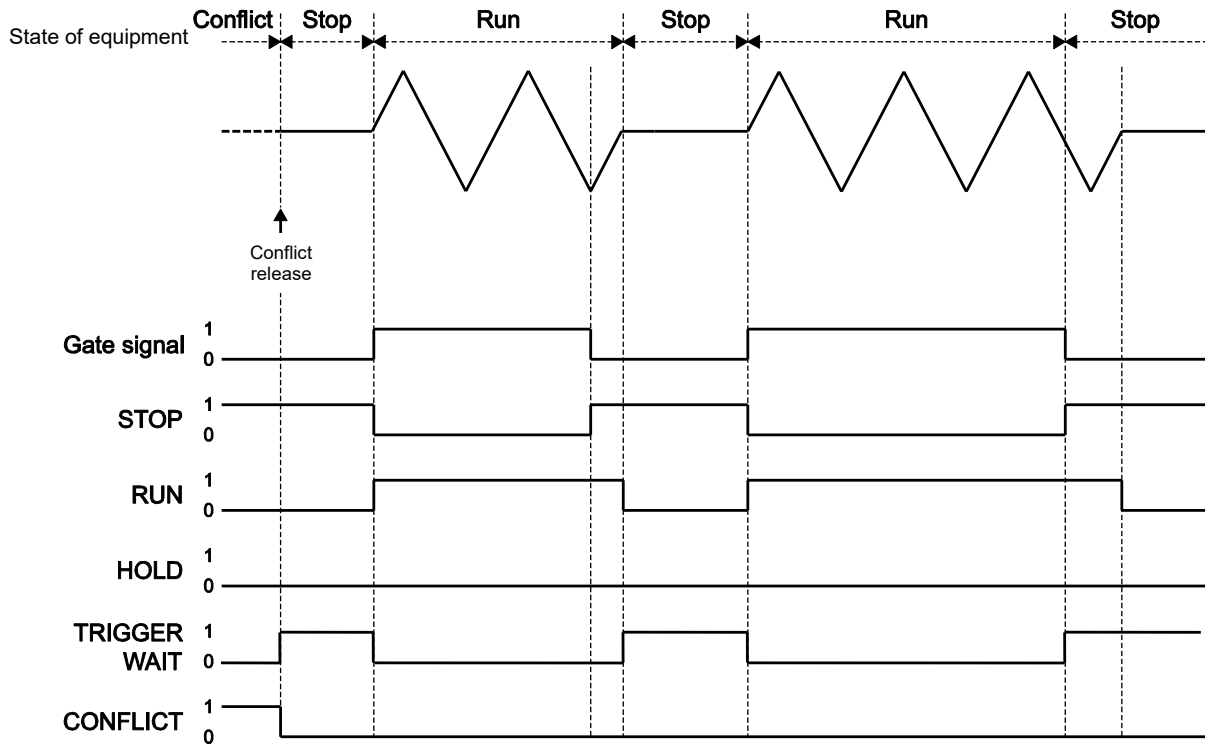 Conflict Stop Run Stop Run Stop
State of equipment
Conflict
release
Gate signal 1
0
STOP 1
0
RUN 1
0
HOLD 1
0
TRIGGER 1
WAIT 0
CONFLICT 1
0